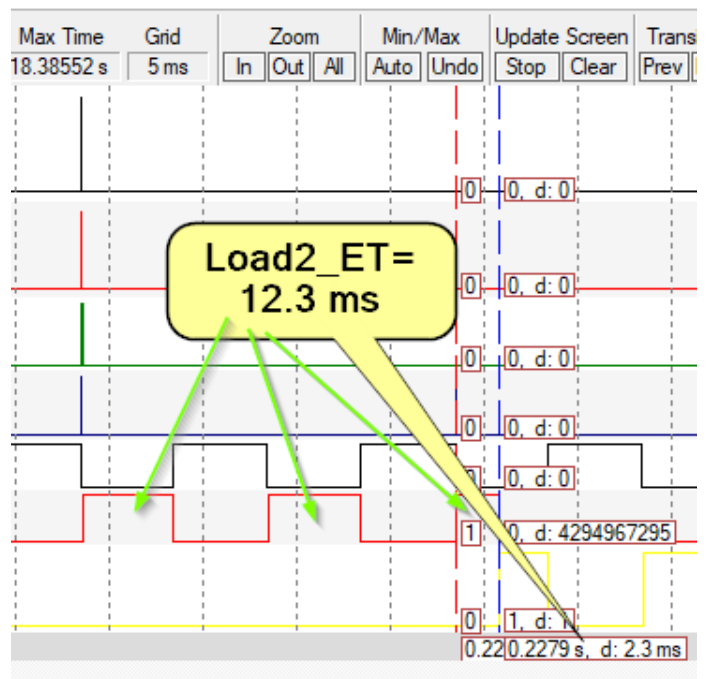 Max Time Grid Zoom Min/Max Update Screen Trans
18.38552 s 5 ms In Out All Auto Undo Stop Clear Prev
0 0, d: 0
Load2_ET=
12.3 ms
0 0, d: 0
0 0, d: 0
0 0, d: 0
0, d: 0
1 0, d: 4294967295
0 1, d: 1
0.22 0.2279 s, d: 2.3 ms